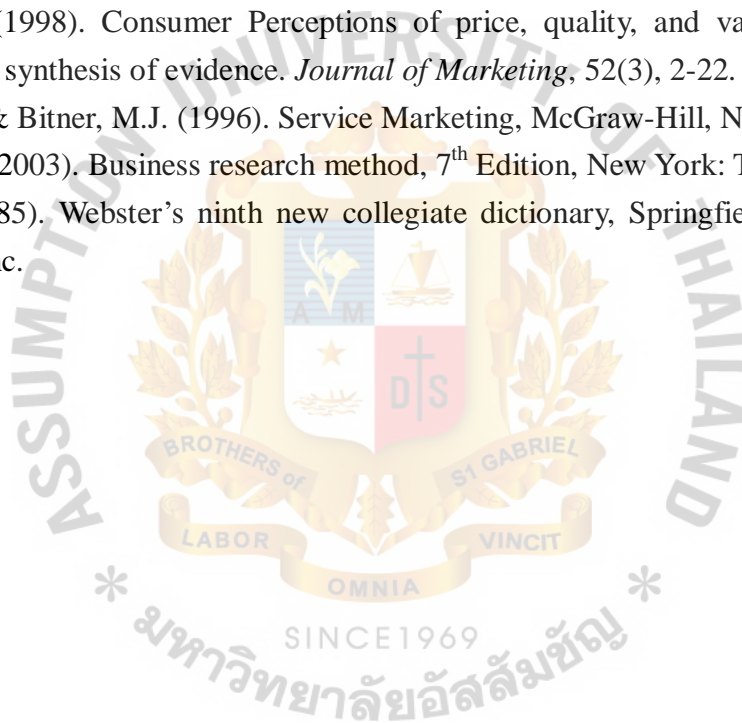 (1998). Consumer Perceptions of price, quality, and va
synthesis of evidence. Journal of Marketing, 52(3), 2-22.
& Bitner, M.J. (1996). Service Marketing, McGraw-Hill, N
2003). Business research method, 7th Edition, New York: T
85). Webster's ninth new collegiate dictionary, Springfie
nc.
ASSUMPTION UNIVERSITY OF THAILAND
A M
D S
BROTHERS of
S1 GABRIEL
LABOR
OMNIA
VINCIT
SINCE1969
* มหาวิทยาลัยอัสสัมชัญ *